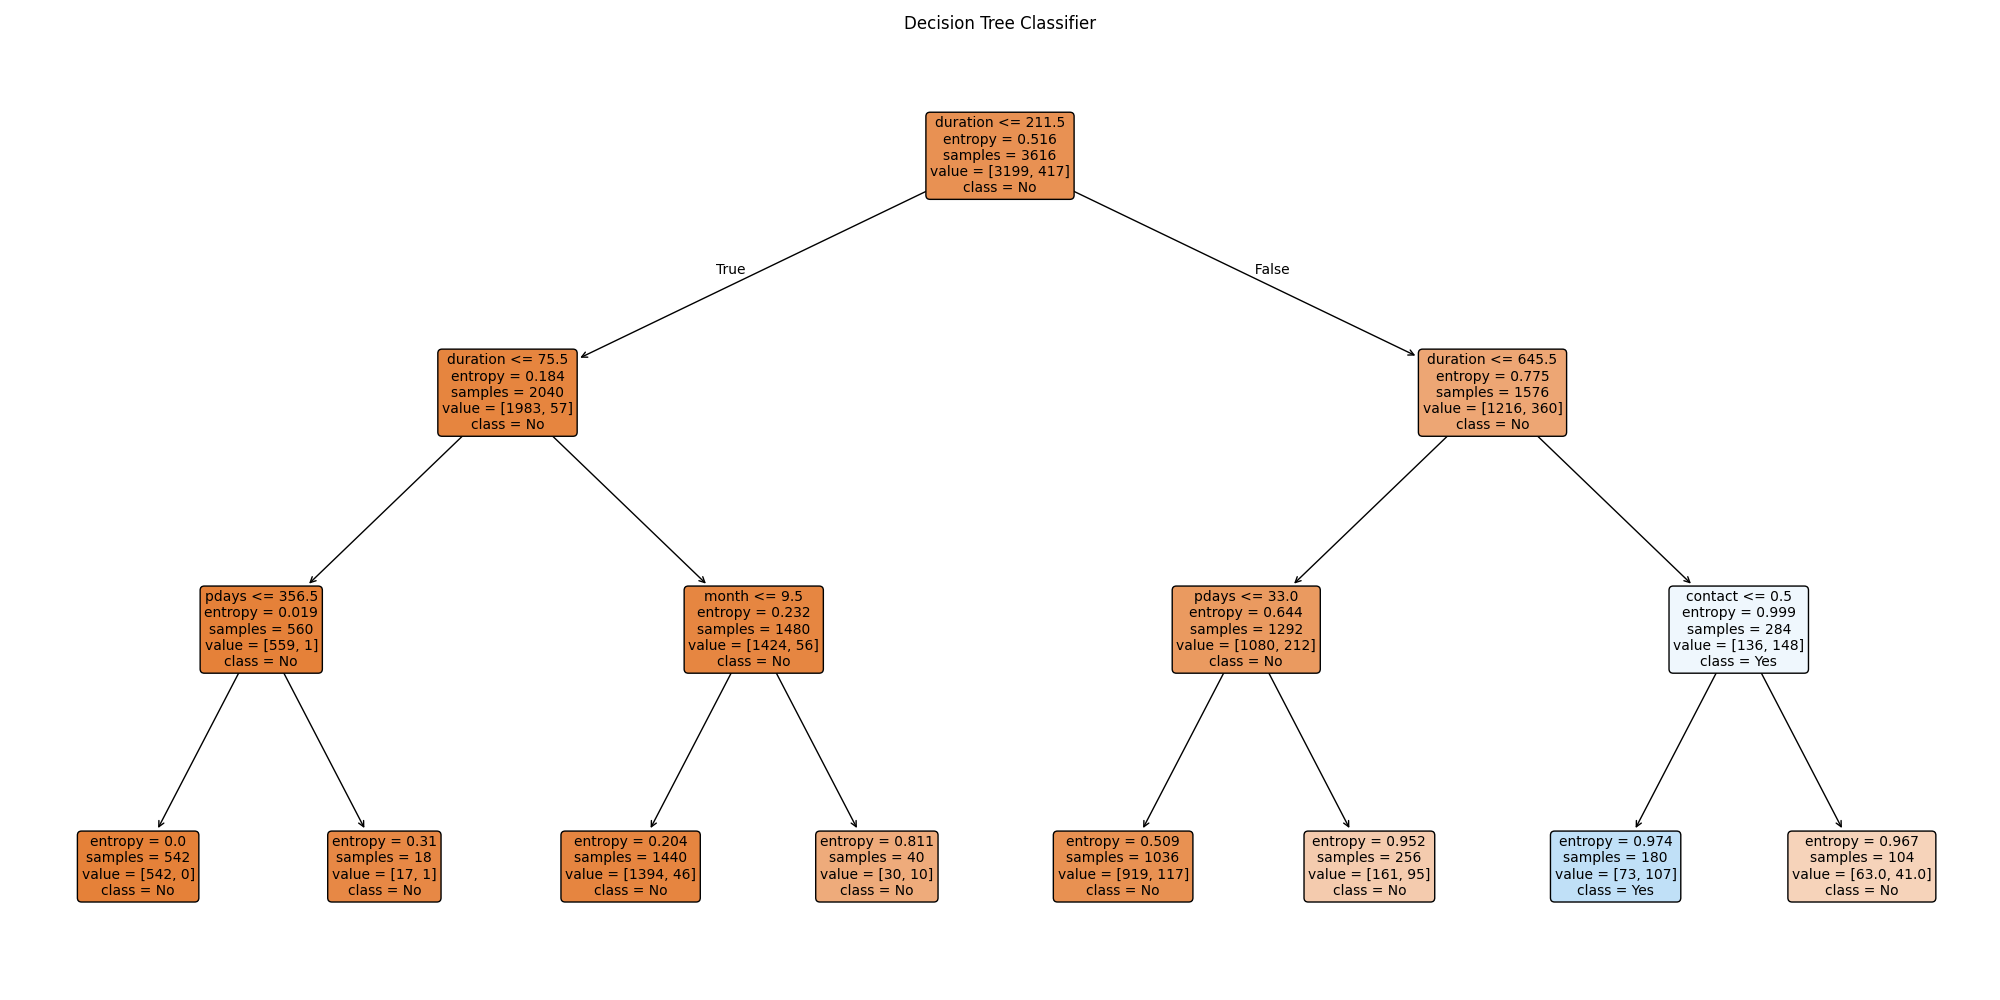 Decision Tree Classifier
duration <= 211.5
entropy = 0.516
samples = 3616
value = [3199, 417]
class = No
True
False
duration <= 75.5
entropy = 0.184
samples = 2040
value = [1983, 57]
class = No
duration <= 645.5
entropy = 0.775
samples = 1576
value = [1216, 360]
class = No
pdays <= 356.5
entropy = 0.019
samples = 560
value = [559, 1]
class = No
month <= 9.5
entropy = 0.232
samples = 1480
value = [1424, 56]
class = No
pdays <= 33.0
entropy = 0.644
samples = 1292
value = [1080, 212]
class = No
contact <= 0.5
entropy = 0.999
samples = 284
value = [136, 148]
class = Yes
entropy = 0.0
samples = 542
value = [542, 0]
class = No
entropy = 0.31
samples = 18
value = [17, 1]
class = No
entropy = 0.204
samples = 1440
value = [1394, 46]
class = No
entropy = 0.811
samples = 40
value = [30, 10]
class = No
entropy = 0.509
samples = 1036
value = [919, 117]
class = No
entropy = 0.952
samples = 256
value = [161, 95]
class = No
entropy = 0.974
samples = 180
value = [73, 107]
class = Yes
entropy = 0.967
samples = 104
value = [63.0, 41.0]
class = No